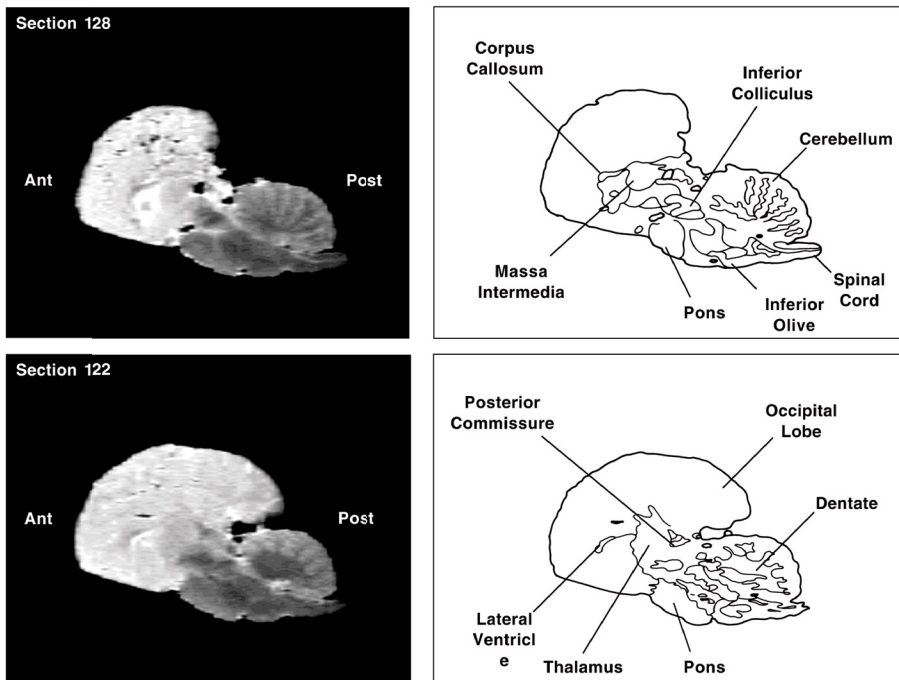 Section 128
Ant
Post
Corpus
Callosum
Inferior
Colliculus
Cerebellum
Massa
Intermedia
Pons
Inferior
Olive
Spinal
Cord
Section 122
Ant
Post
Posterior
Commissure
Occipital
Lobe
Dentate
Lateral
Ventricl
e
Thalamus
Pons